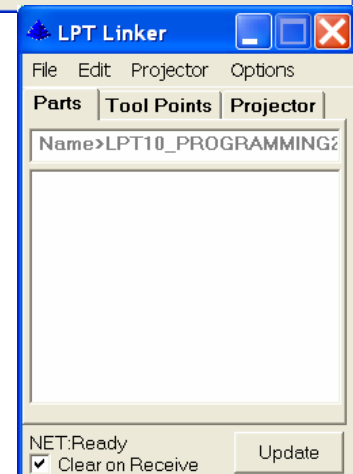 LPT Linker
File Edit Projector Options
Parts Tool Points Projector
Name>LPT10_PROGRAMMING2
NET:Ready
Clear on Receive
Update